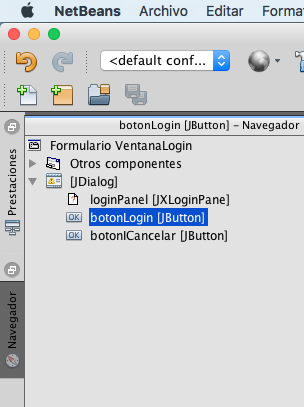 NetBeans Archivo Editar Format
<default conf...
botonLogin [JButton] – Navegador
Formulario VentanaLogin
Otros componentes
[JDialog]
loginPanel [JXLoginPane]
OK botonLogin [JButton]
OK botonlCancelar [JButton]
Prestaciones
Navegador